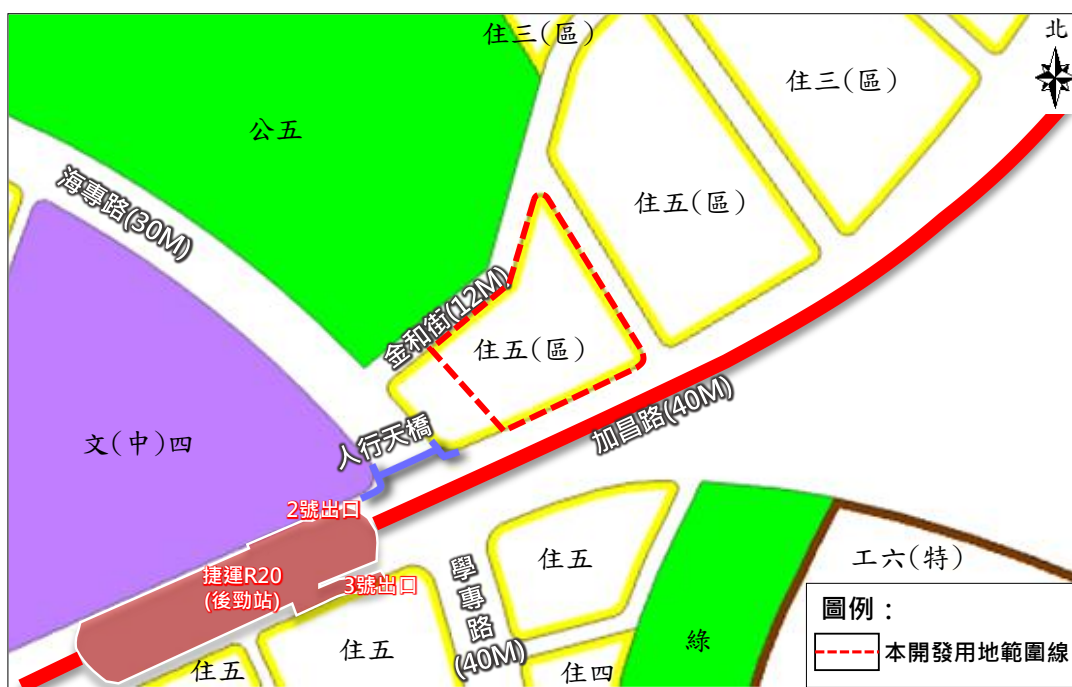 住三(區)
北
住三(區)
公五
海專路(30M)
住五(區)
金和街(12M)
住五(區)
加昌路(40M)
人行天橋
文(中)四
2號出口
捷運R20
(後勁站)
3號出口
學專路
(40M)
住五
工六(特)
住五
住五
住四
綠
圖例：
本開發用地範圍線